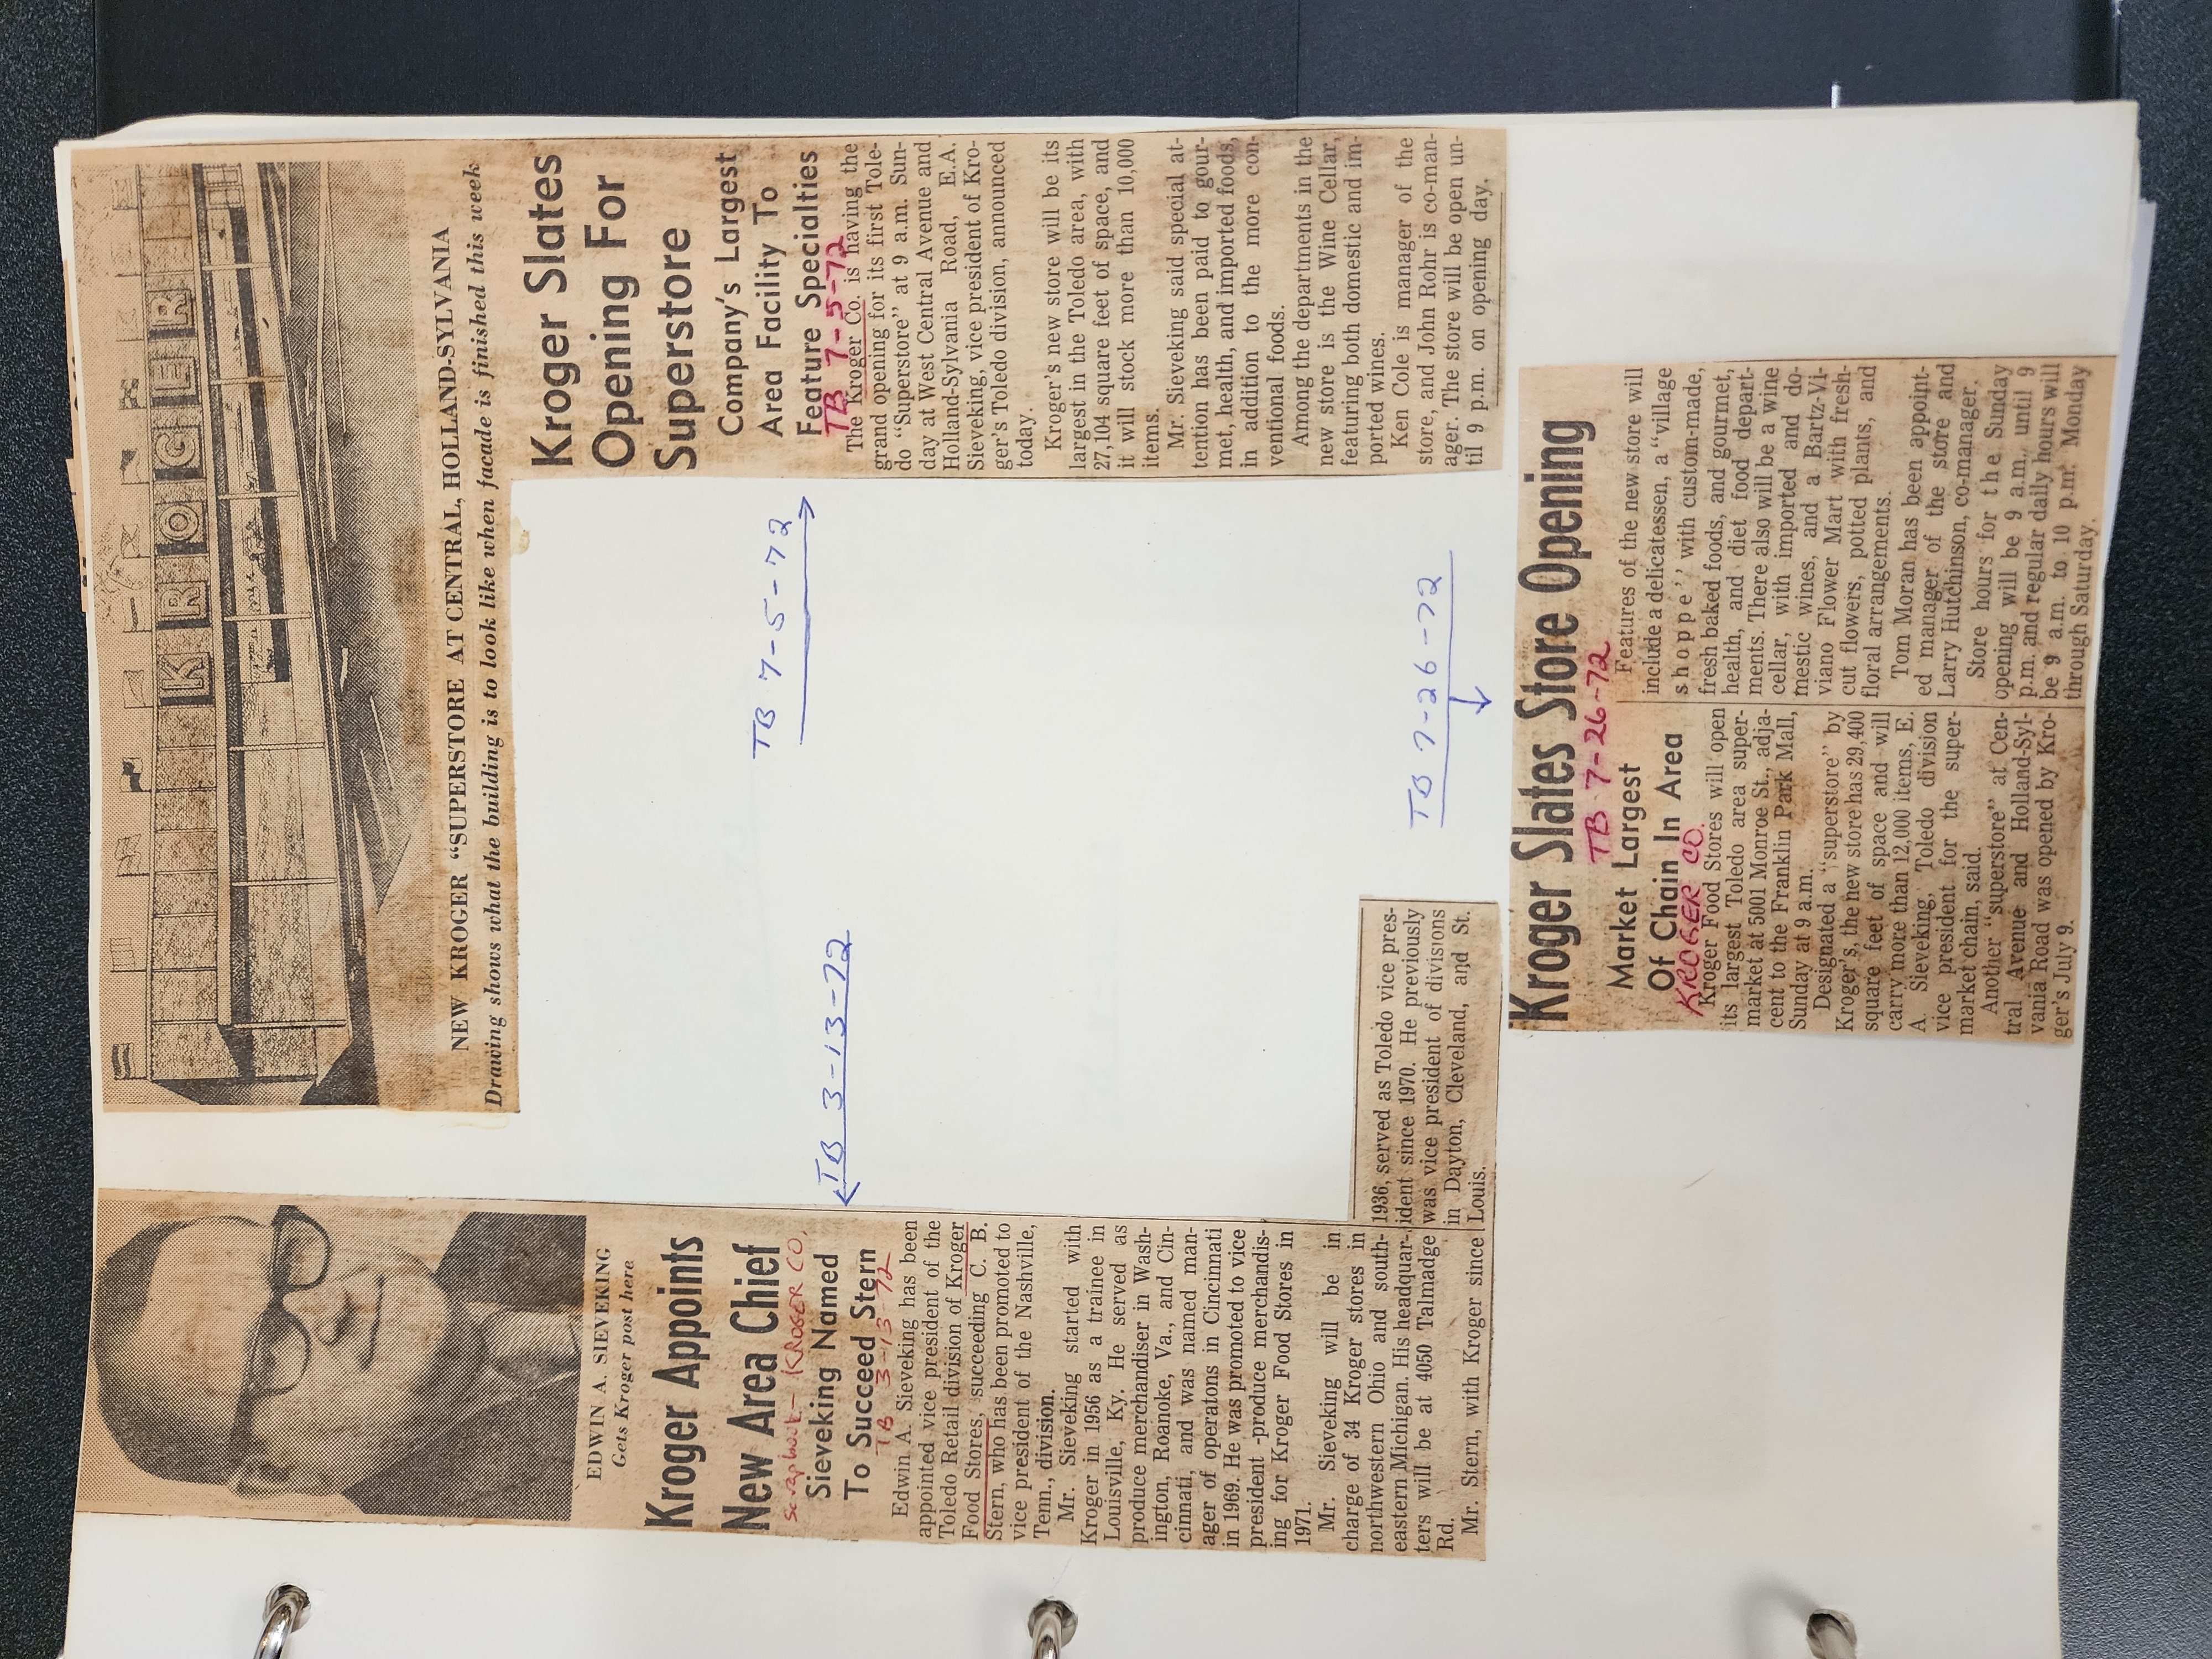 EDWIN A. SIEVEKING
Gets Kroger post here
Kroger Appoints
New Area Chief
KROGER CO.
Sieveking Named
To Succeed Stern
TB 3-13-72
Edwin A. Sieveking has been
appointed vice president of the
Toledo Retail division of Kroger
Food Stores, succeeding C. B.
Stern, who has been promoted to
vice president of the Nashville,
Tenn., division.
Mr. Sieveking started with
Kroger in 1956 as a trainee in
Louisville, Ky. He served as
produce merchandiser in Wash-
ington, Roanoke, Va., and Cin-
cinnati, and was named man-
ager of operatons in Cincinnati
in 1969. He was promoted to vice
president -produce merchandis-
ing for Kroger Food Stores in
1971.
Mr. Sieveking will be in
charge of 34 Kroger stores in
northwestern Ohio and south-
eastern Michigan. His headquar-
ters will be at 4050 Talmadge
Rd.
Mr. Stern, with Kroger since
1936, served as Toledo vice pres-
ident since 1970. He previously
was vice president of divisions
in Dayton, Cleveland, and St.
Louis.
TB 3-13-72
KROGER
NEW KROGER "SUPERSTORE AT CENTRAL, HOLLAND-SYLVANIA
Drawing shows what the building is to look like when facade is finished this week
TB 7-5-72
Kroger Slates
Opening For
Superstore
Company's Largest
Area Facility To
Feature Specialties
TB 7-5-72
The Kroger Co. is having the
grand opening for its first Tole-
do "Superstore" at 9 a.m. Sun-
day at West Central Avenue and
Holland-Sylvania Road, E.A.
Sieveking, vice president of Kro-
ger's Toledo division, announced
today.
Kroger's new store will be its
largest in the Toledo area, with
27,104 square feet of space, and
it will stock more than 10,000
items.
Mr. Sieveking said special at-
tention has been paid to gour-
met, health, and imported foods,
in addition to the more con-
ventional foods.
Among the departments in the
new store is the Wine Cellar,
featuring both domestic and im-
ported wines.
Ken Cole is manager of the
store, and John Rohr is co-man-
ager. The store will be open un-
til 9 p.m. on opening day.
TB 7-26-72
Kroger Slates Store Opening
TB 7-26-72
Market Largest
Of Chain In Area
KROGER CO.
Kroger Food Stores will open
its largest Toledo area super-
market at 5001 Monroe St., adja-
cent to the Franklin Park Mall,
Sunday at 9 a.m.
Designated a "superstore" by
Kroger's, the new store has 29,400
square feet of space and will
carry more than 12,000 items, E.
A. Sieveking, Toledo division
vice president for the super-
market chain, said.
Another "superstore" at Cen-
tral Avenue and Holland-Syl-
vania Road was opened by Kro-
ger's July 9.
Features of the new store will
include a delicatessen, a "village
shoppe" with custom-made,
fresh baked foods, and gourmet,
health, and diet food depart-
ments. There also will be a wine
cellar, with imported and do-
mestic wines, and a Bartz-Vi-
viano Flower Mart with fresh-
cut flowers, potted plants, and
floral arrangements.
Tom Morran has been appoint-
ed manager of the store and
Larry Hutchinson, co-manager.
Store hours for the Sunday
opening will be 9 a.m. until 9
p.m. and regular daily hours will
be 9 a.m. to 10 p.m. Monday
through Saturday.